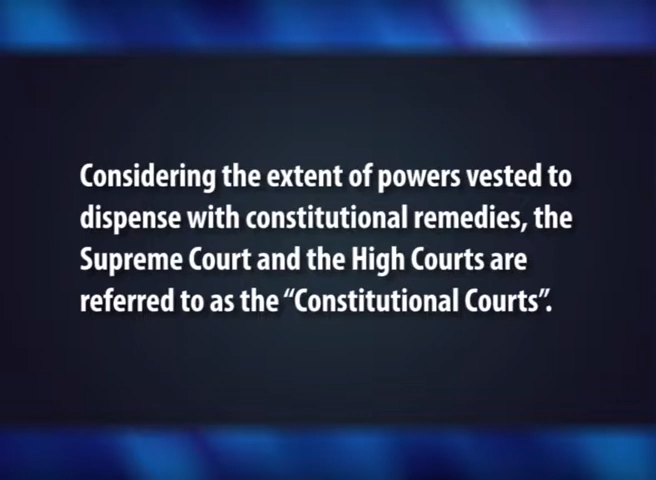 Considering the extent of powers vested to
dispense with constitutional remedies, the
Supreme Court and the High Courts are
referred to as the “Constitutional Courts”.